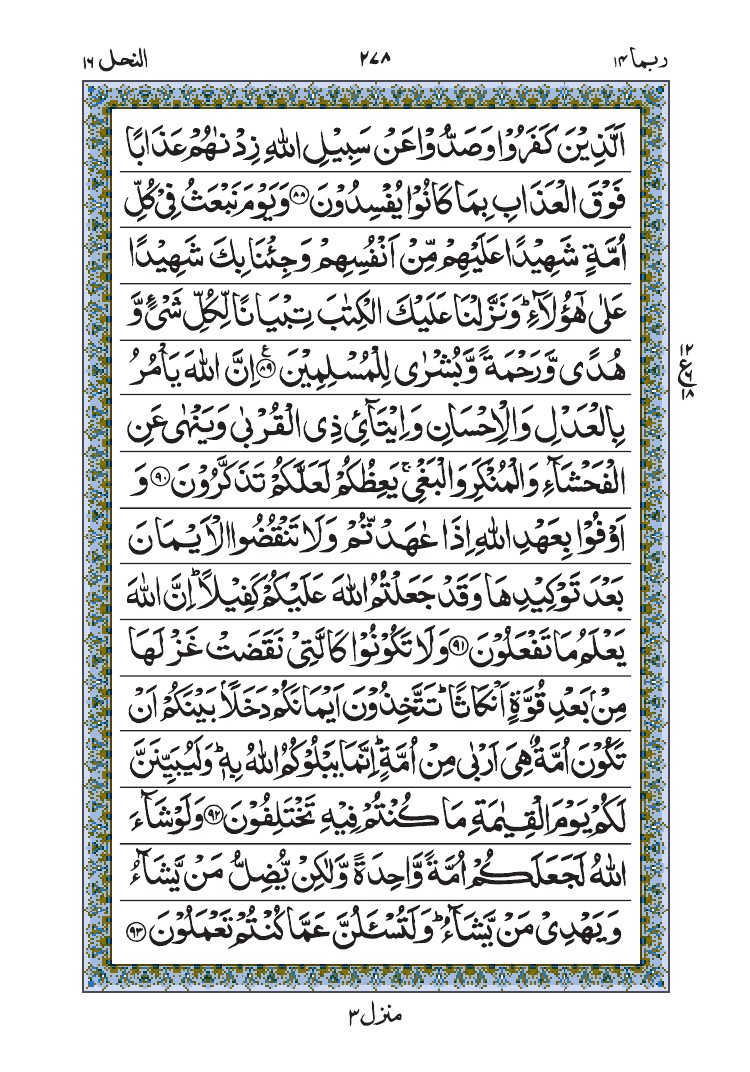 ربما ١٤ ٢٧٨ النحل ١٦
اَلَّذِيْنَ كَفَرُوْا وَصَدُّوْا عَنْ سَبِيْلِ اللّٰهِ زِدْنٰهُمْ عَذَابًا
فَوْقَ الْعَذَابِ بِمَا كَانُوْا يُفْسِدُوْنَ ﴿٨٨﴾ وَيَوْمَ نَبْعَثُ فِيْ كُلِّ
اُمَّةٍ شَهِيْدًا عَلَيْهِمْ مِّنْ اَنْفُسِهِمْ وَجِئْنَا بِكَ شَهِيْدًا
عَلٰى هٰٓؤُلَآءِ ؕ وَنَزَّلْنَا عَلَيْكَ الْكِتٰبَ تِبْيَانًا لِّكُلِّ شَيْءٍ وَّ
هُدًى وَّرَحْمَةً وَّبُشْرٰى لِلْمُسْلِمِيْنَ ﴿٨٩﴾ ع اِنَّ اللّٰهَ يَاْمُرُ
١٢ ع ٦ ١٨
بِالْعَدْلِ وَالْاِحْسَانِ وَاِيْتَآئِ ذِي الْقُرْبٰى وَيَنْهٰى عَنِ
الْفَحْشَآءِ وَالْمُنْكَرِ وَالْبَغْيِ ۚ يَعِظُكُمْ لَعَلَّكُمْ تَذَكَّرُوْنَ ﴿٩٠﴾ وَ
اَوْفُوْا بِعَهْدِ اللّٰهِ اِذَا عٰهَدْتُّمْ وَلَا تَنْقُضُوا الْاَيْمَانَ
بَعْدَ تَوْكِيْدِهَا وَقَدْ جَعَلْتُمُ اللّٰهَ عَلَيْكُمْ كَفِيْلًا ؕ اِنَّ اللّٰهَ
يَعْلَمُ مَا تَفْعَلُوْنَ ﴿٩١﴾ وَلَا تَكُوْنُوْا كَالَّتِيْ نَقَضَتْ غَزْلَهَا
مِنْۢ بَعْدِ قُوَّةٍ اَنْكَاثًا ؕ تَتَّخِذُوْنَ اَيْمَانَكُمْ دَخَلًۢا بَيْنَكُمْ اَنْ
تَكُوْنَ اُمَّةٌ هِيَ اَرْبٰى مِنْ اُمَّةٍ ؕ اِنَّمَا يَبْلُوْكُمُ اللّٰهُ بِهٖ ؕ وَلَيُبَيِّنَنَّ
لَكُمْ يَوْمَ الْقِيٰمَةِ مَا كُنْتُمْ فِيْهِ تَخْتَلِفُوْنَ ﴿٩٢﴾ وَلَوْ شَآءَ
اللّٰهُ لَجَعَلَكُمْ اُمَّةً وَّاحِدَةً وَّلٰكِنْ يُّضِلُّ مَنْ يَّشَآءُ
وَيَهْدِيْ مَنْ يَّشَآءُ ؕ وَلَتُسْـَٔلُنَّ عَمَّا كُنْتُمْ تَعْمَلُوْنَ ﴿٩٣﴾
منزل ٣